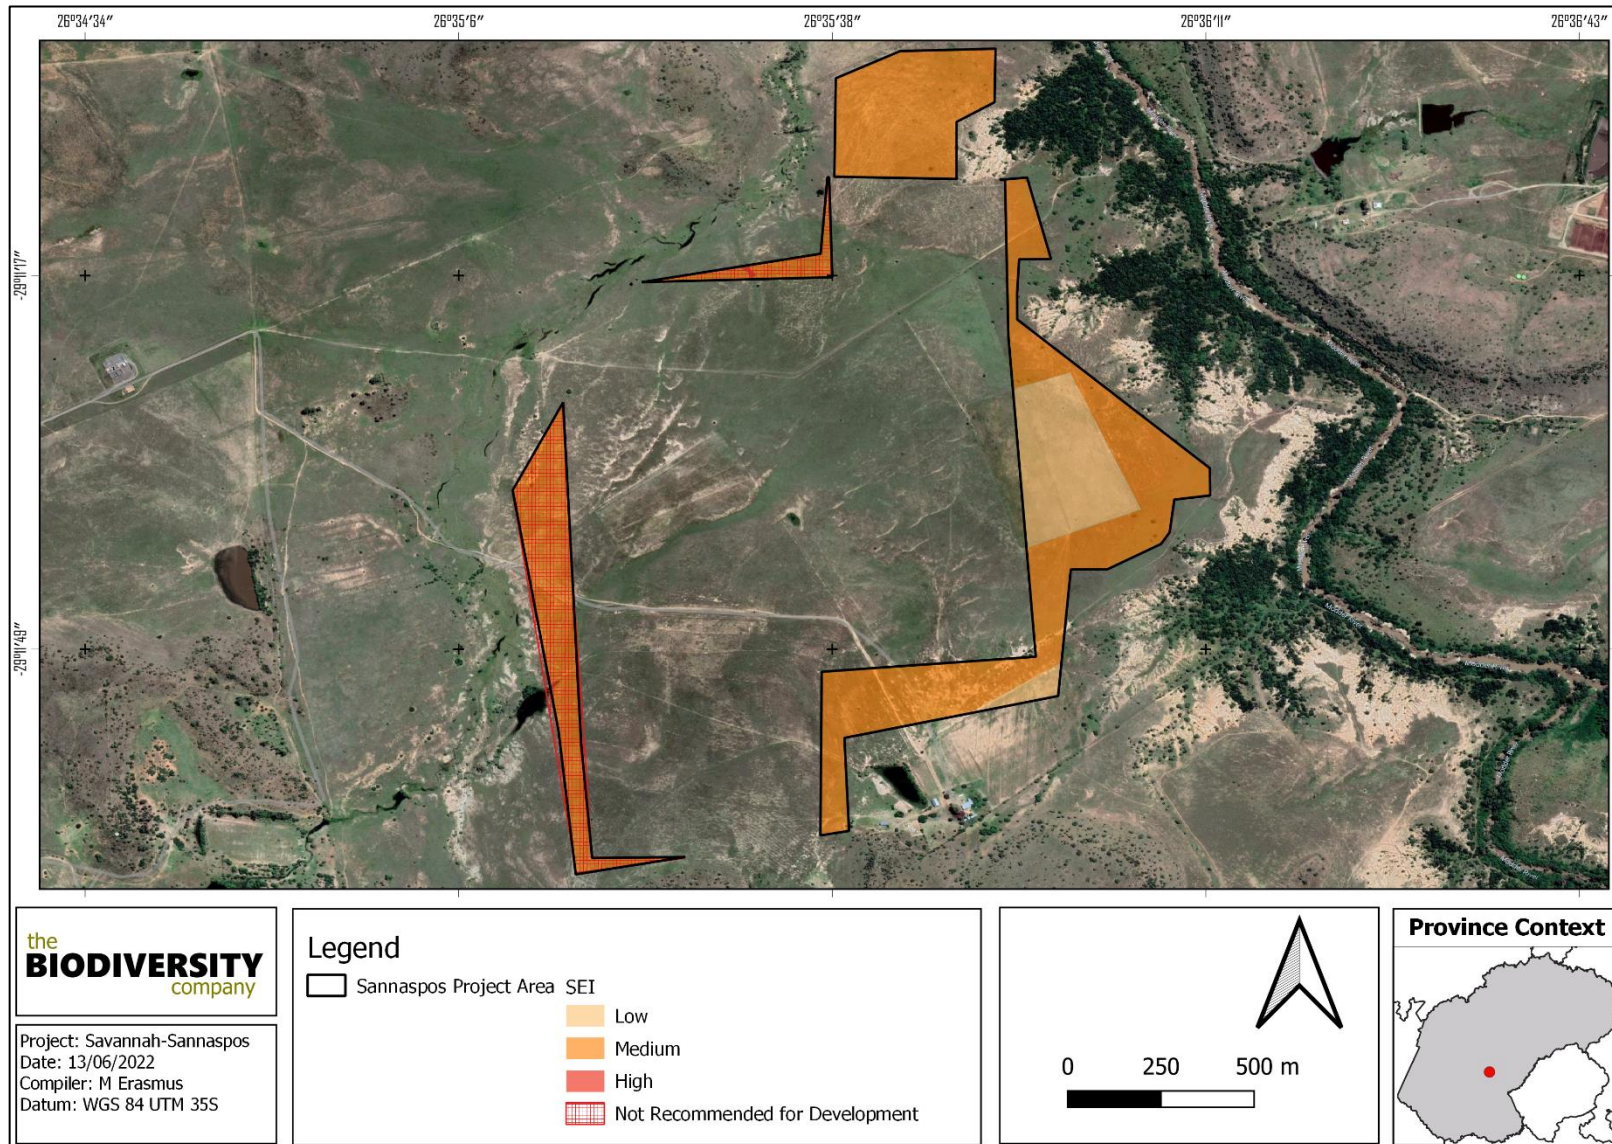 26°34'34"
26°35'6"
26°35'38"
26°36'11"
26°36'43"
-29°11'17"
-29°11'49"
Modder River
the
BIODIVERSITY
company
Project: Savannah-Sannaspos
Date: 13/06/2022
Compiler: M Erasmus
Datum: WGS 84 UTM 35S
Legend
Sannaspos Project Area
SEI
Low
Medium
High
Not Recommended for Development
0 250 500 m
Province Context